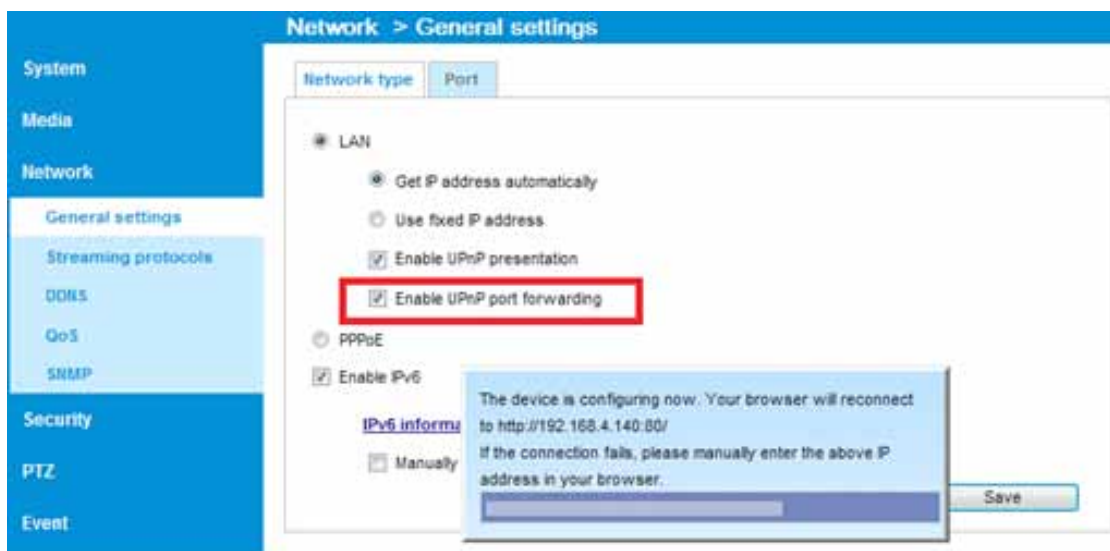 Network > General settings
System
Media
Network
General settings
Streaming protocols
DDNS
QoS
SNMP
Security
PTZ
Event
Network type
Port
LAN
Get IP address automatically
Use fixed IP address
Enable UPnP presentation
Enable UPnP port forwarding
PPPoE
Enable IPv6
IPv6 informa
Manually
The device is configuring now. Your browser will reconnect
to http://192.168.4.140:80/
If the connection fails, please manually enter the above IP
address in your browser.
Save